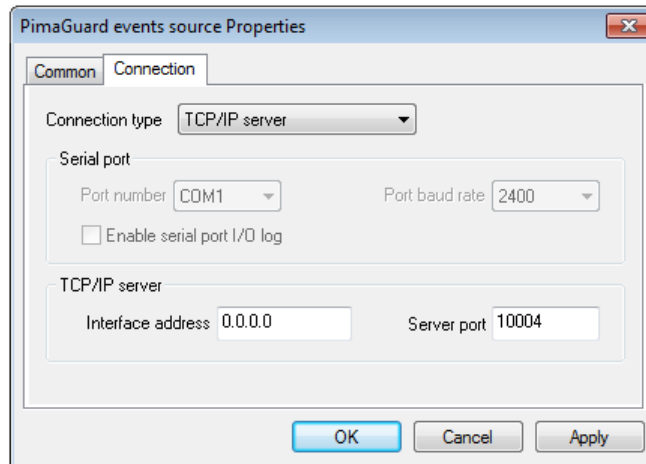 PimaGuard events source Properties
Common Connection
Connection type TCP/IP server
Serial port
Port number COM1 Port baud rate 2400
Enable serial port I/O log
TCP/IP server
Interface address 0.0.0.0 Server port 10004
OK Cancel Apply